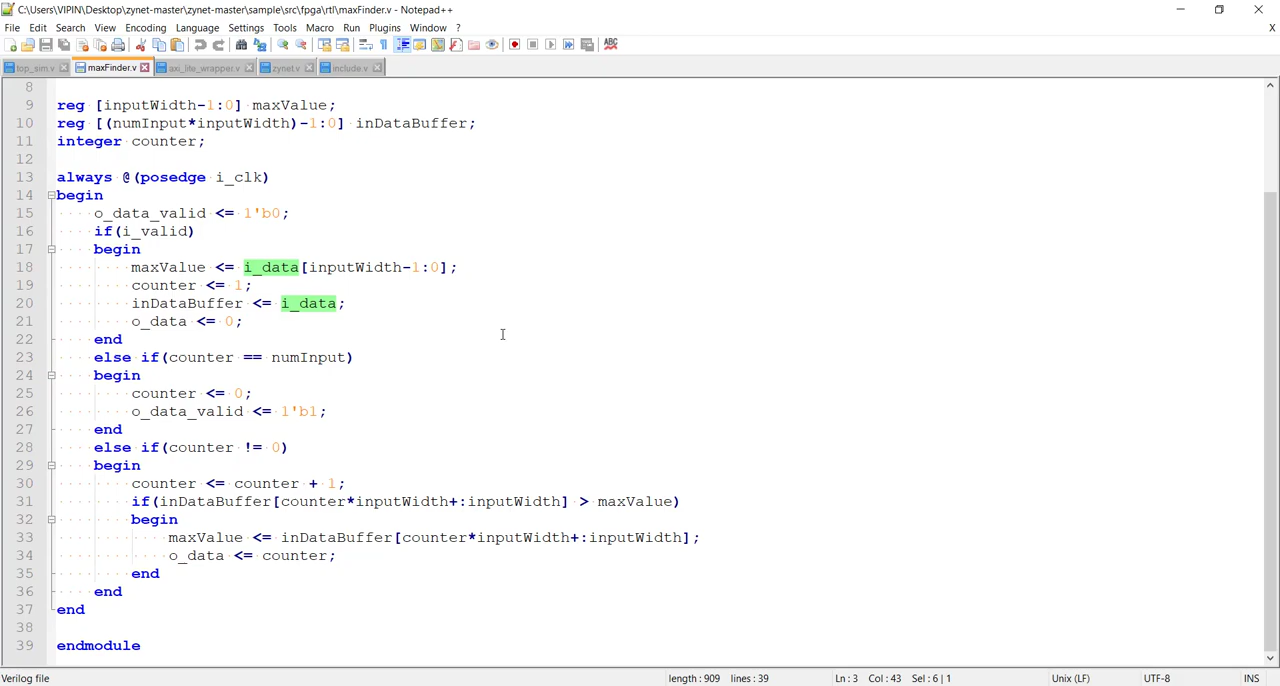 C:\Users\VIPIN\Desktop\zynet-master\zynet-master\sample\src\fpga\rtl\maxFinder.v - Notepad++
File Edit Search View Encoding Language Settings Tools Macro Run Plugins Window ? X
top_sim.v maxFinder.v axi_lite_wrapper.v zynet.v include.v
8
9 reg [inputWidth-1:0] maxValue;
10 reg [(numInput*inputWidth)-1:0] inDataBuffer;
11 integer counter;
12
13 always @(posedge i_clk)
14 begin
15 o_data_valid <= 1'b0;
16 if(i_valid)
17 begin
18 maxValue <= i_data[inputWidth-1:0];
19 counter <= 1;
20 inDataBuffer <= i_data;
21 o_data <= 0;
22 end
23 else if(counter == numInput)
24 begin
25 counter <= 0;
26 o_data_valid <= 1'b1;
27 end
28 else if(counter != 0)
29 begin
30 counter <= counter + 1;
31 if(inDataBuffer[counter*inputWidth+:inputWidth] > maxValue)
32 begin
33 maxValue <= inDataBuffer[counter*inputWidth+:inputWidth];
34 o_data <= counter;
35 end
36 end
37 end
38
39 endmodule
Verilog file length : 909 lines : 39 Ln : 3 Col : 43 Sel : 6 | 1 Unix (LF) UTF-8 INS